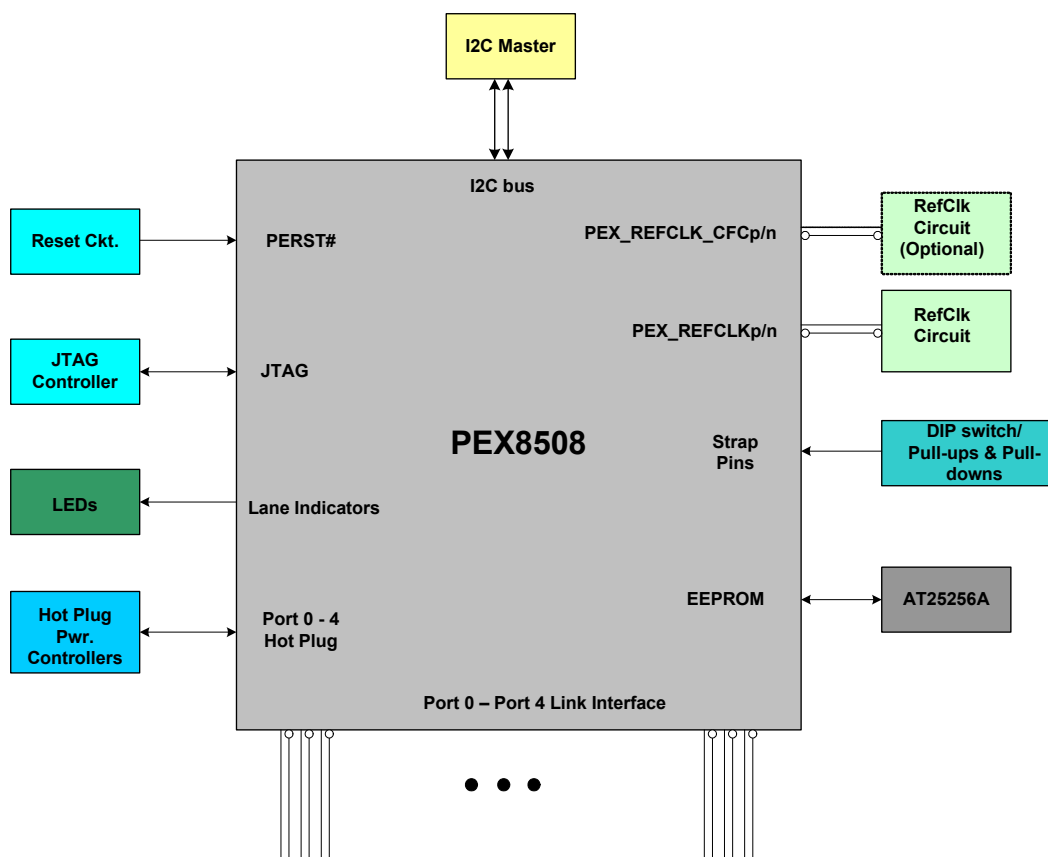 I2C Master
I2C bus
Reset Ckt.
PERST#
PEX_REFCLK_CFCp/n
RefClk
Circuit
(Optional)
PEX_REFCLKp/n
RefClk
Circuit
JTAG
Controller
JTAG
PEX8508
Strap
Pins
DIP switch/
Pull-ups & Pull-
downs
LEDs
Lane Indicators
Hot Plug
Pwr.
Controllers
Port 0 - 4
Hot Plug
EEPROM
AT25256A
Port 0 – Port 4 Link Interface